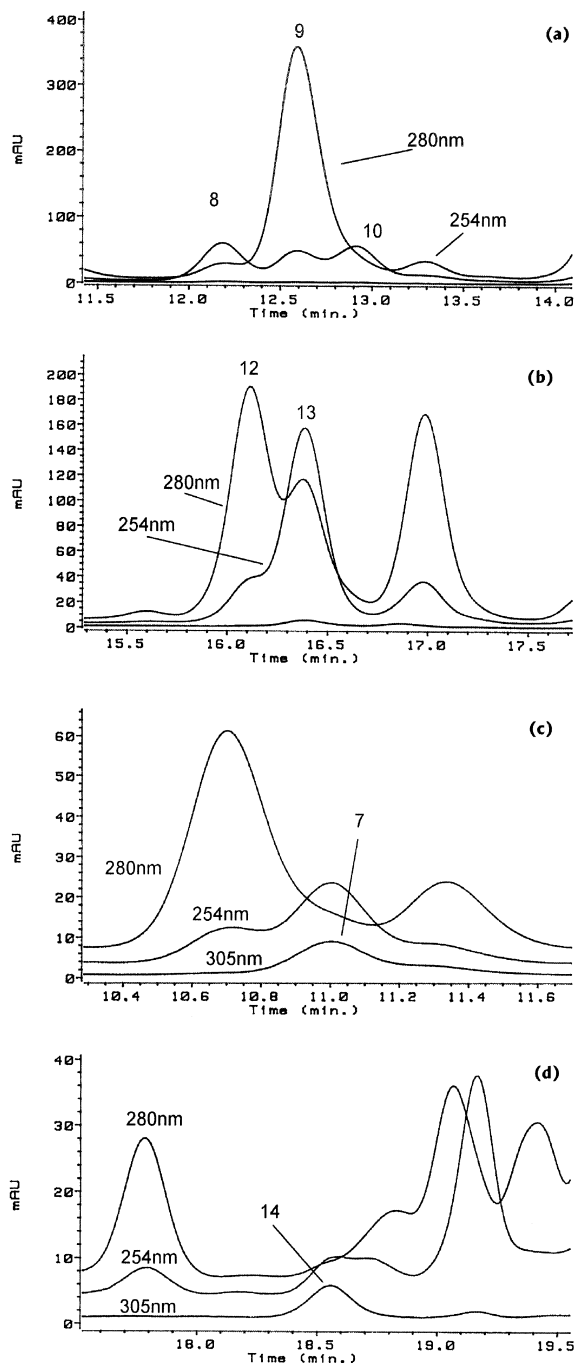 (a)
400
300
200
100
0
mAU
9
280nm
8
10
254nm
11.5 12.0 12.5 13.0 13.5 14.0
Time (min.)
(b)
200
180
160
140
120
100
80
60
40
20
0
mAU
12
13
280nm
254nm
15.5 16.0 16.5 17.0 17.5
Time (min.)
(c)
60
50
40
30
20
10
0
mAU
7
280nm
254nm
305nm
10.4 10.6 10.8 11.0 11.2 11.4 11.6
Time (min.)
(d)
40
30
20
10
0
mAU
280nm
14
254nm
305nm
18.0 18.5 19.0 19.5
Time (min.)